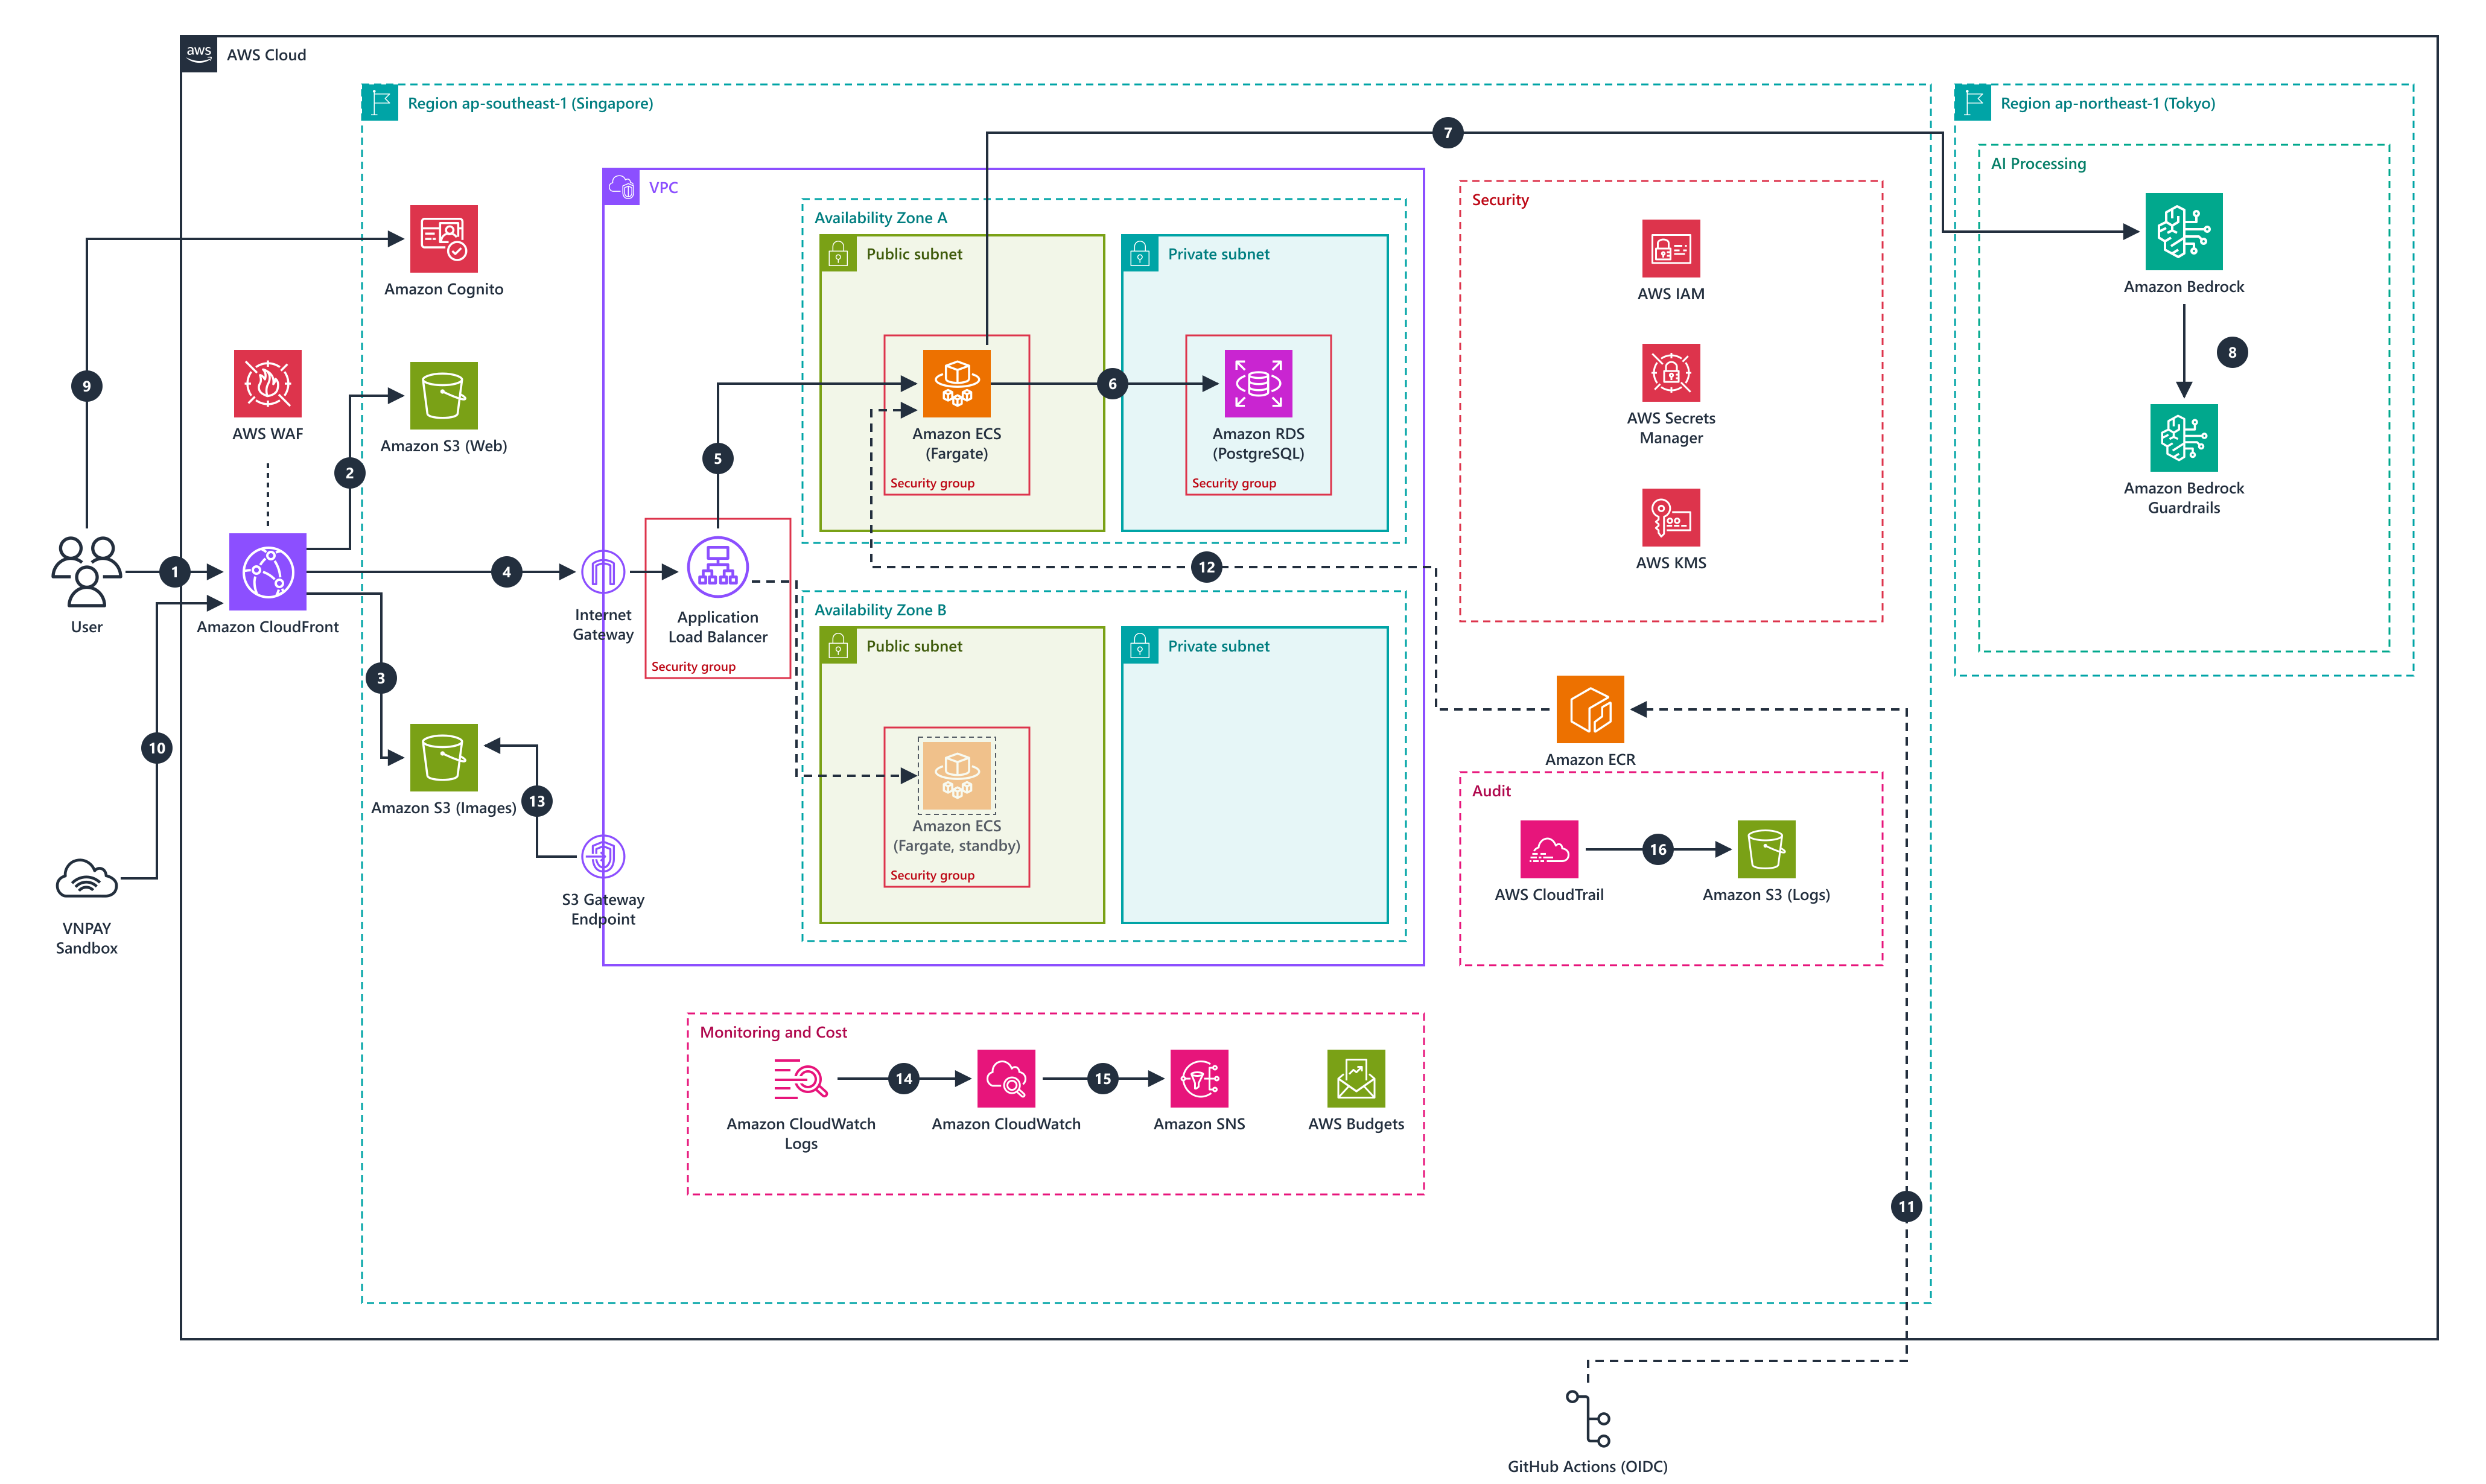 aws
AWS Cloud
Region ap-southeast-1 (Singapore)
Region ap-northeast-1 (Tokyo)
7
AI Processing
VPC
Security
Availability Zone A
Public subnet
Private subnet
Amazon Cognito
AWS IAM
Amazon Bedrock
8
9
AWS WAF
Amazon S3 (Web)
2
6
Amazon ECS
(Fargate)
Security group
Amazon RDS
(PostgreSQL)
Security group
AWS Secrets
Manager
5
Amazon Bedrock
Guardrails
1
4
12
AWS KMS
User
Amazon CloudFront
Internet
Gateway
Application
Load Balancer
Security group
Availability Zone B
Public subnet
Private subnet
3
10
Amazon S3 (Images)
13
Amazon ECR
Audit
Amazon ECS
(Fargate, standby)
Security group
16
AWS CloudTrail
Amazon S3 (Logs)
S3 Gateway
Endpoint
VNPAY
Sandbox
Monitoring and Cost
14
15
Amazon CloudWatch
Logs
Amazon CloudWatch
Amazon SNS
AWS Budgets
11
GitHub Actions (OIDC)